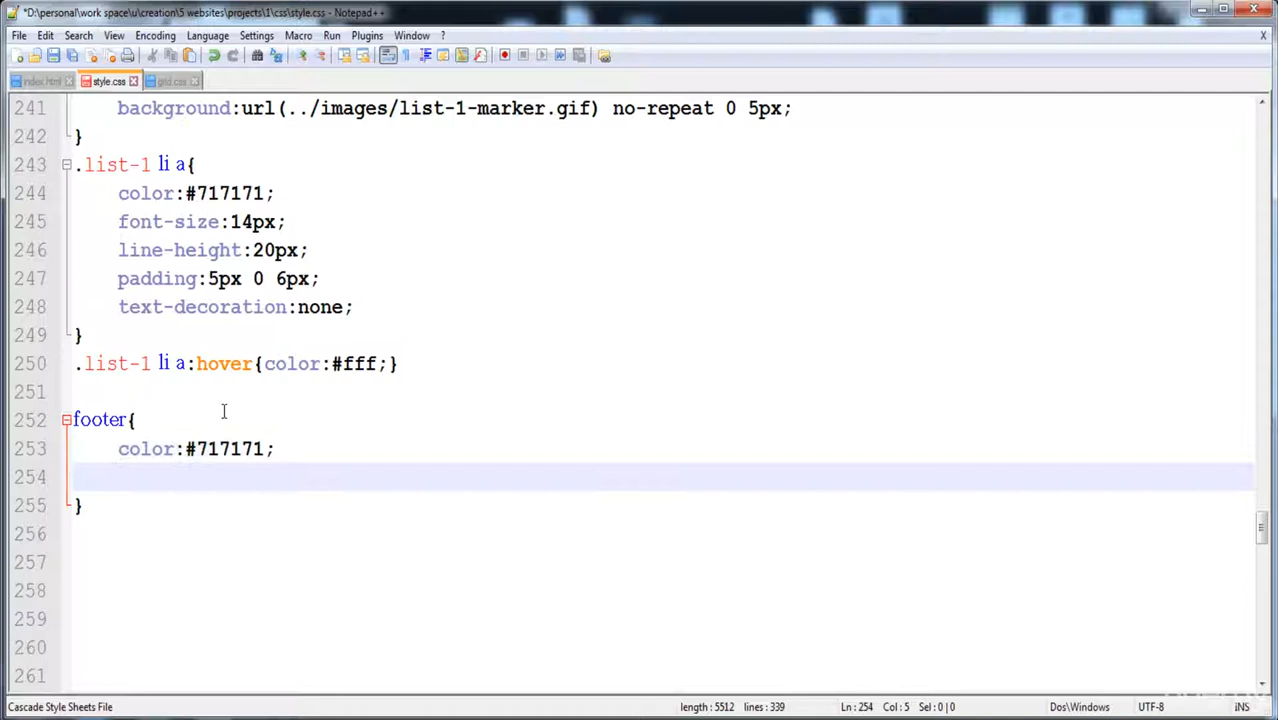 *D:\personal\work space\u\creation\5 websites\projects\1\css\style.css - Notepad++
File Edit Search View Encoding Language Settings Macro Run Plugins Window ? X
index.html style.css grid.css
241 background:url(../images/list-1-marker.gif) no-repeat 0 5px;
242 }
243 .list-1 li a{
244 color:#717171;
245 font-size:14px;
246 line-height:20px;
247 padding:5px 0 6px;
248 text-decoration:none;
249 }
250 .list-1 li a:hover{color:#fff;}
251
252 footer{
253 color:#717171;
254
255 }
256
257
258
259
260
261
Cascade Style Sheets File length : 5512 lines : 339 Ln : 254 Col : 5 Sel : 0 | 0 Dos\Windows UTF-8 INS